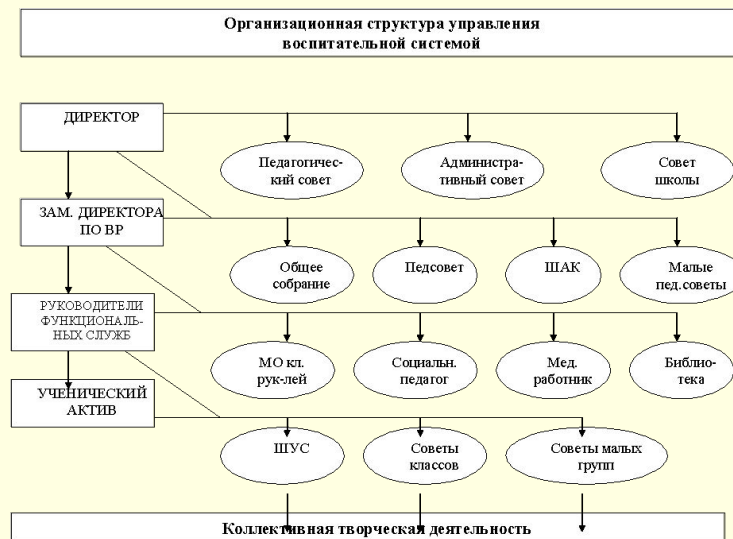 Организационная структура управления
воспитательной системой
ДИРЕКТОР
Педагогичес-
кий совет
Администра-
тивный совет
Совет
школы
ЗАМ. ДИРЕКТОРА
ПО ВР
Общее
собрание
Педсовет
ШАК
Малые
пед.советы
РУКОВОДИТЕЛИ
ФУНКЦИОНАЛЬ-
НЫХ СЛУЖБ
МО кл.
рук-лей
Социальн.
педагог
Мед.
работник
Библио-
тека
УЧЕНИЧЕСКИЙ
АКТИВ
ШУС
Советы
классов
Советы малых
групп
Коллективная творческая деятельность